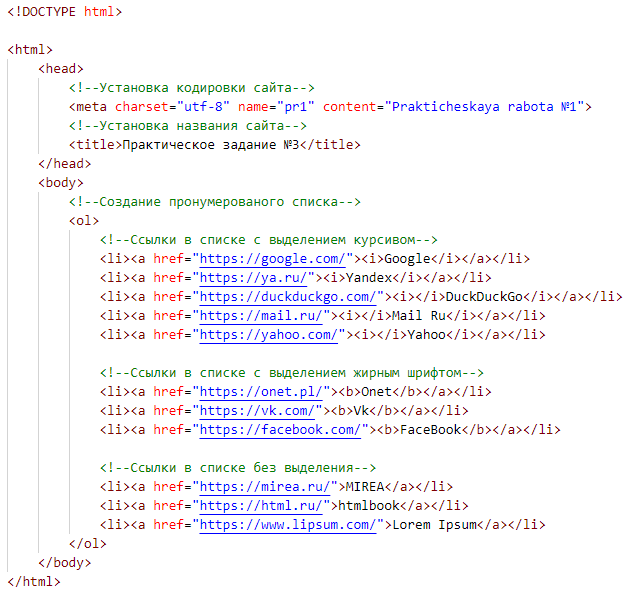 <!DOCTYPE html>
<html>
<head>
<!--Установка кодировки сайта-->
<meta charset="utf-8" name="pr1" content="Prakticheskaya rabota №1">
<!--Установка названия сайта-->
<title>Практическое задание №3</title>
</head>
<body>
<!--Создание пронумерованого списка-->
<ol>
<!--Ссылки в списке с выделением курсивом-->
<li><a href="https://google.com/"><i>Google</i></a></li>
<li><a href="https://ya.ru/"><i>Yandex</i></a></li>
<li><a href="https://duckduckgo.com/"><i></i>DuckDuckGo</i></a></li>
<li><a href="https://mail.ru/"><i></i>Mail Ru</i></a></li>
<li><a href="https://yahoo.com/"><i></i>Yahoo</i></a></li>
<!--Ссылки в списке с выделением жирным шрифтом-->
<li><a href="https://onet.pl/"><b>Onet</b></a></li>
<li><a href="https://vk.com/"><b>Vk</b></a></li>
<li><a href="https://facebook.com/"><b>FaceBook</b></a></li>
<!--Ссылки в списке без выделения-->
<li><a href="https://mirea.ru/">MIREA</a></li>
<li><a href="https://html.ru/">htmlbook</a></li>
<li><a href="https://www.lipsum.com/">Lorem Ipsum</a></li>
</ol>
</body>
</html>